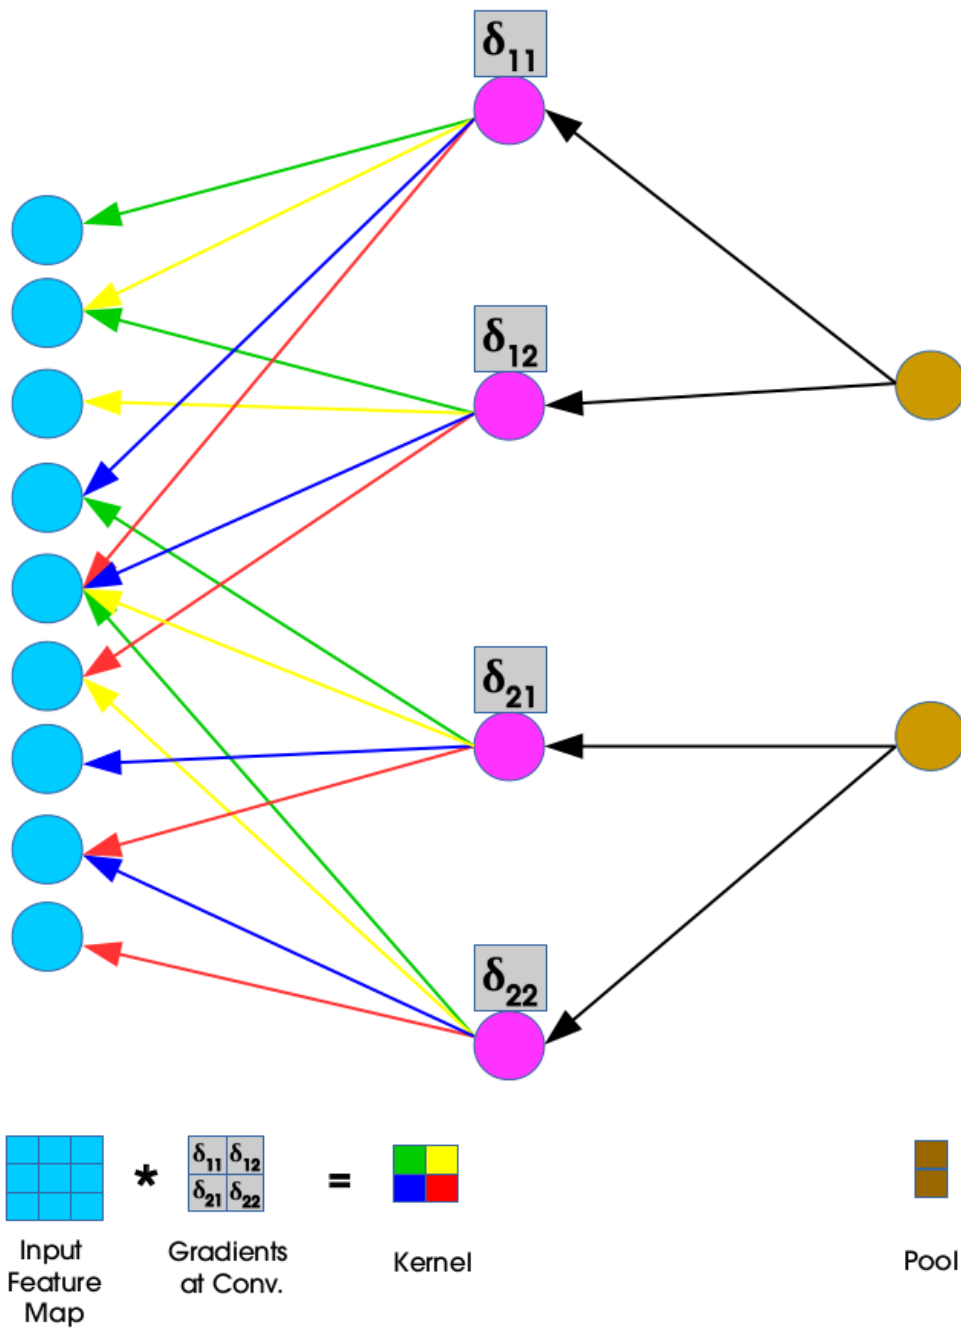 δ11
δ12
δ21
δ22
δ11 δ12
* =
δ21 δ22
Input
Feature
Map
Gradients
at Conv.
Kernel
Pool